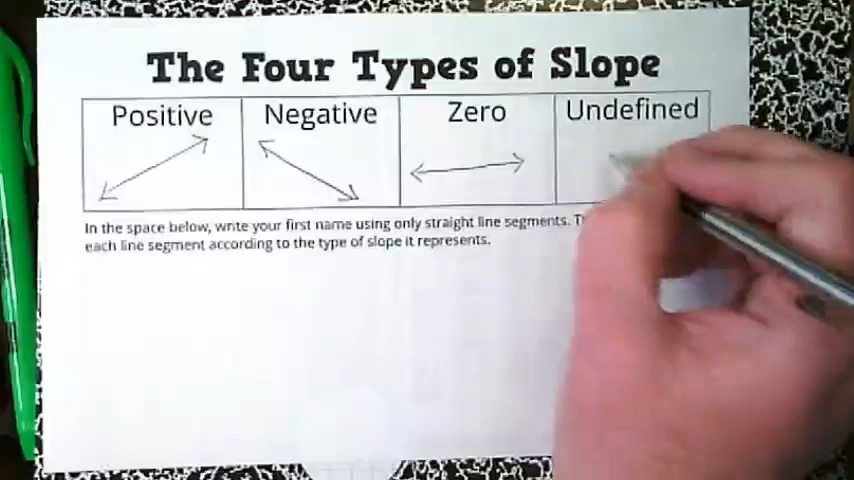 The Four Types of Slope
Positive Negative Zero Undefined
In the space below, write your first name using only straight line segments.
each line segment according to the type of slope it represents.